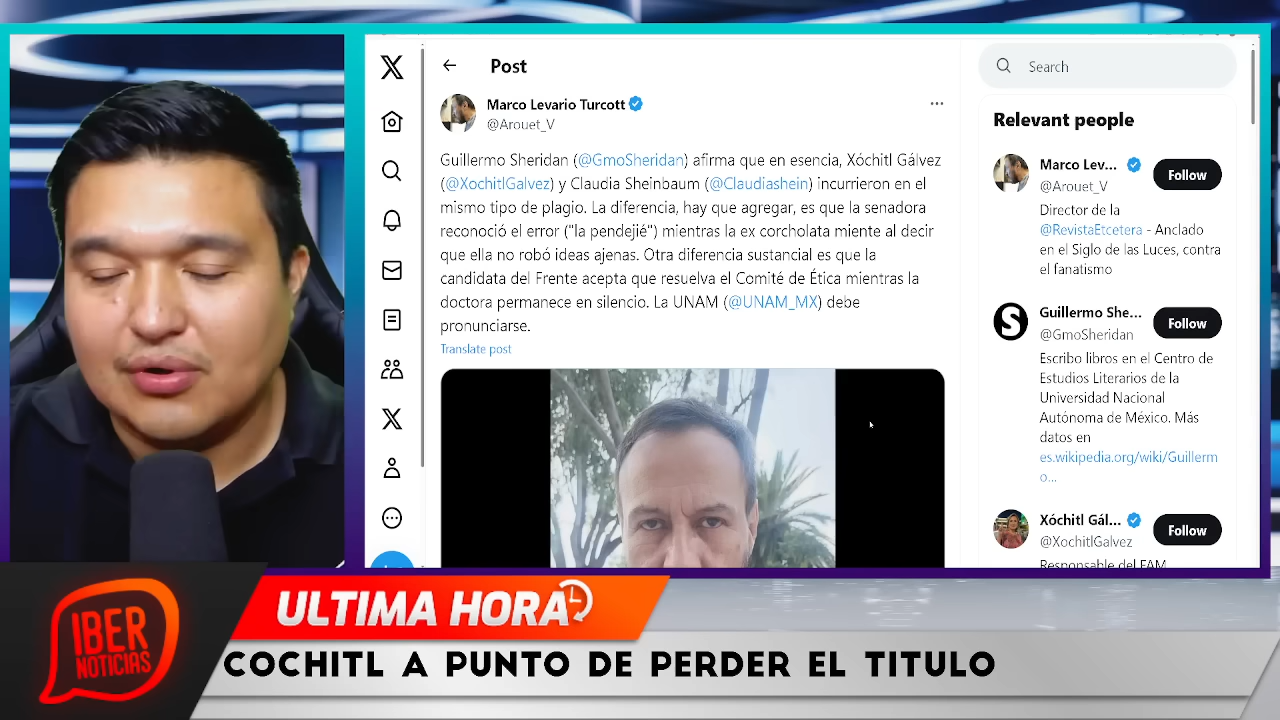 Post
Search
Marco Levario Turcott
@Arouet_V
Guillermo Sheridan (@GmoSheridan) afirma que en esencia, Xóchitl Gálvez
(@XochitlGalvez) y Claudia Sheinbaum (@Claudiashein) incurrieron en el
mismo tipo de plagio. La diferencia, hay que agregar, es que la senadora
reconoció el error ("la pendejié") mientras la ex corcholata miente al decir
que ella no robó ideas ajenas. Otra diferencia sustancial es que la
candidata del Frente acepta que resuelva el Comité de Ética mientras la
doctora permanece en silencio. La UNAM (@UNAM_MX) debe
pronunciarse.
Translate post
Relevant people
Marco Lev...
@Arouet_V
Follow
Director de la
@RevistaEtcetera - Anclado
en el Siglo de las Luces, contra
el fanatismo
Guillermo She...
@GmoSheridan
Follow
Escribo libros en el Centro de
Estudios Literarios de la
Universidad Nacional
Autónoma de México. Más
datos en
es.wikipedia.org/wiki/Guillerm
o...
Xóchitl Gál...
@XochitlGalvez
Follow
Responsable del FAM
IBER
NOTICIAS
ULTIMA HORA
COCHITL A PUNTO DE PERDER EL TITULO